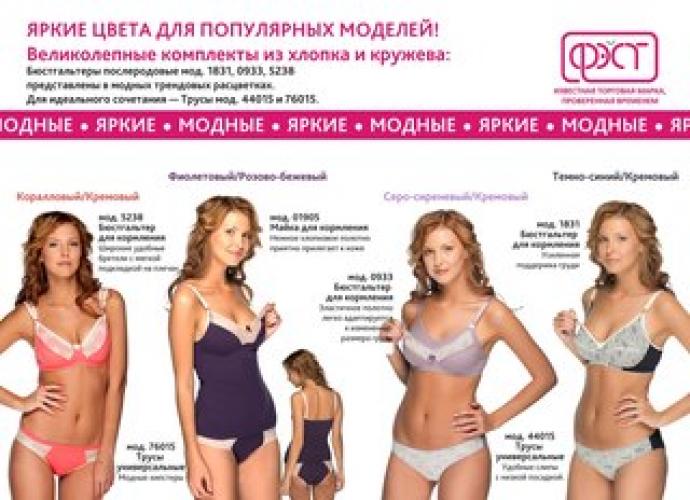 ЯРКИЕ ЦВЕТА ДЛЯ ПОПУЛЯРНЫХ МОДЕЛЕЙ!
Великолепные комплекты из хлопка и кружева:
Бюстгальтеры послеродовые мод. 1831, 0933, 5238
представлены в модных трендовых расцветках.
Для идеального сочетания — Трусы мод. 44015 и 76015.
ФЭСТ
ИЗВЕСТНАЯ ТОРГОВАЯ МАРКА,
ПРОВЕРЕННАЯ ВРЕМЕНЕМ
МОДНЫЕ • ЯРКИЕ • МОДНЫЕ • ЯРКИЕ • МОДНЫЕ • ЯРКИЕ • МОДНЫЕ • ЯР
Коралловый/Кремовый
мод. 5238
Бюстгальтер
для кормления
Широкие удобные
бретели с мягкой
подкладкой на плечах
мод. 76015
Трусы
универсальные
Модные хипстеры
Фиолетовый/Розово-бежевый
мод. 01905
Майка для кормления
Нежное хлопковое полотно
приятно прилегает к коже
Серо-сиреневый/Кремовый
мод. 0933
Бюстгальтер
для кормления
Эластичное полотно
легко адаптируется
к изменению
размера груди
мод. 44015
Трусы
универсальные
Удобные слипы
с низкой посадкой.
Темно-синий/Кремовый
мод. 1831
Бюстгальтер
для кормления
Усиленная
поддержка груди